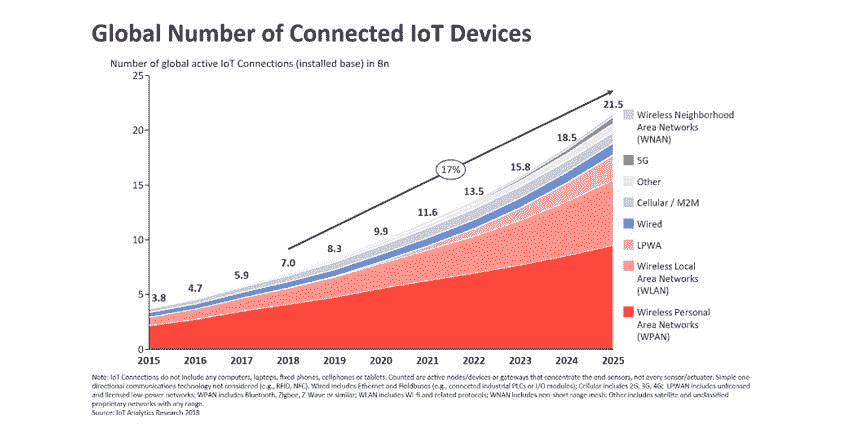 Global Number of Connected IoT Devices
Number of global active IoT Connections (installed base) in Bn
25
20
15
10
5
0
3.8
4.7
5.9
7.0
8.3
9.9
11.6
13.5
15.8
18.5
21.5
17%
2015 2016 2017 2018 2019 2020 2021 2022 2023 2024 2025
Wireless Neighborhood
Area Networks
(WNAN)
5G
Other
Cellular / M2M
Wired
LPWA
Wireless Local
Area Networks
(WLAN)
Wireless Personal
Area Networks
(WPAN)
Note: IoT Connections do not include any computers, laptops, fixed phones, cellphones or tablets. Counted are active nodes/devices or gateways that concentrate the end-sensors, not every sensor/actuator. Simple one-
directional communications technology not considered (e.g., RFID, NFC). Wired includes Ethernet and Fieldbuses (e.g., connected industrial PLCs or I/O modules); Cellular includes 2G, 3G, 4G; LPWAN includes unlicensed
and licensed low-power networks; WPAN includes Bluetooth, Zigbee, Z-Wave or similar; WLAN includes Wi-fi and related protocols; WNAN includes non-short range mesh; Other includes satellite and unclassified
proprietary networks with any range.
Source: IoT Analytics Research 2018